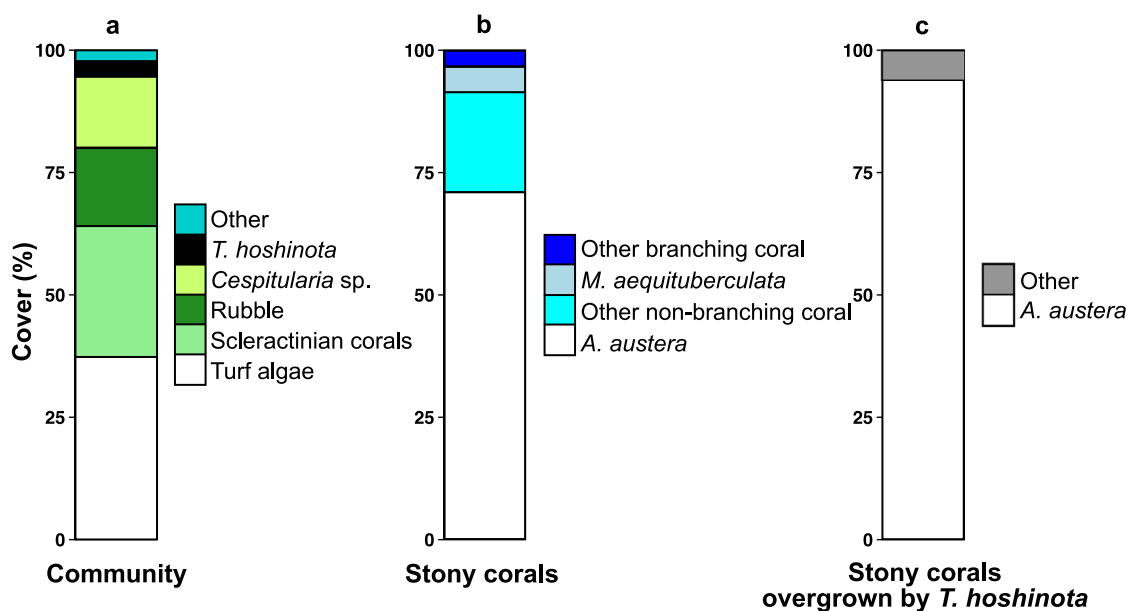 a
Cover (%)
100
75
50
25
0
Other
T. hoshinota
Cespitularia sp.
Rubble
Scleractinian corals
Turf algae
Community
b
100
75
50
25
0
Other branching coral
M. aequituberculata
Other non-branching coral
A. austera
Stony corals
c
100
75
50
25
0
Other
A. austera
Stony corals
overgrown by T. hoshinota